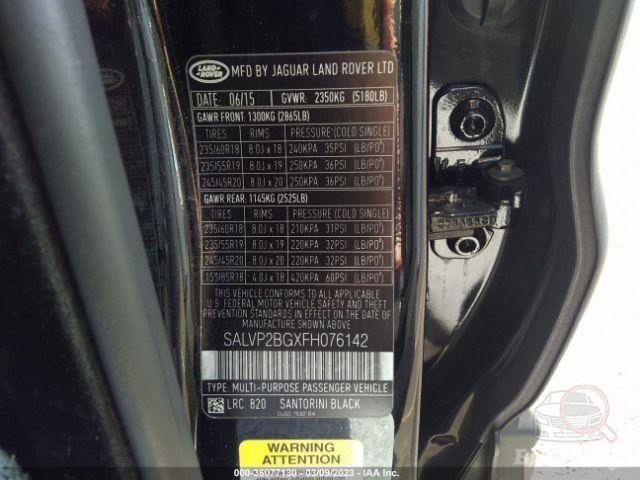 LAND-ROVER
MFD BY JAGUAR LAND ROVER LTD
DATE 06/15 GVWR 2350KG (5180LB)
GAWR FRONT 1300KG (2865LB)
TIRES RIMS PRESSURE (COLD SINGLE)
235/60R18 8.0J x 18 240KPA 35PSI (LB/PO²)
235/55R19 8.0J x 19 250KPA 36PSI (LB/PO²)
245/45R20 8.0J x 20 250KPA 36PSI (LB/PO²)
GAWR REAR 1145KG (2525LB)
TIRES RIMS PRESSURE (COLD SINGLE)
235/60R18 8.0J x 18 210KPA 31PSI (LB/PO²)
235/55R19 8.0J x 19 220KPA 32PSI (LB/PO²)
245/45R20 8.0J x 20 220KPA 32PSI (LB/PO²)
155/85R18 4.0J x 18 420KPA 60PSI (LB/PO²)
THIS VEHICLE CONFORMS TO ALL APPLICABLE
U.S. FEDERAL MOTOR VEHICLE SAFETY AND THEFT
PREVENTION STANDARDS IN EFFECT ON THE DATE OF
MANUFACTURE SHOWN ABOVE
SALVP2BGXFH076142
TYPE: MULTI-PURPOSE PASSENGER VEHICLE
LRC: 820 SANTORINI BLACK
WARNING
ATTENTION
000-36077130 - 03/09/2023 - IAA Inc.